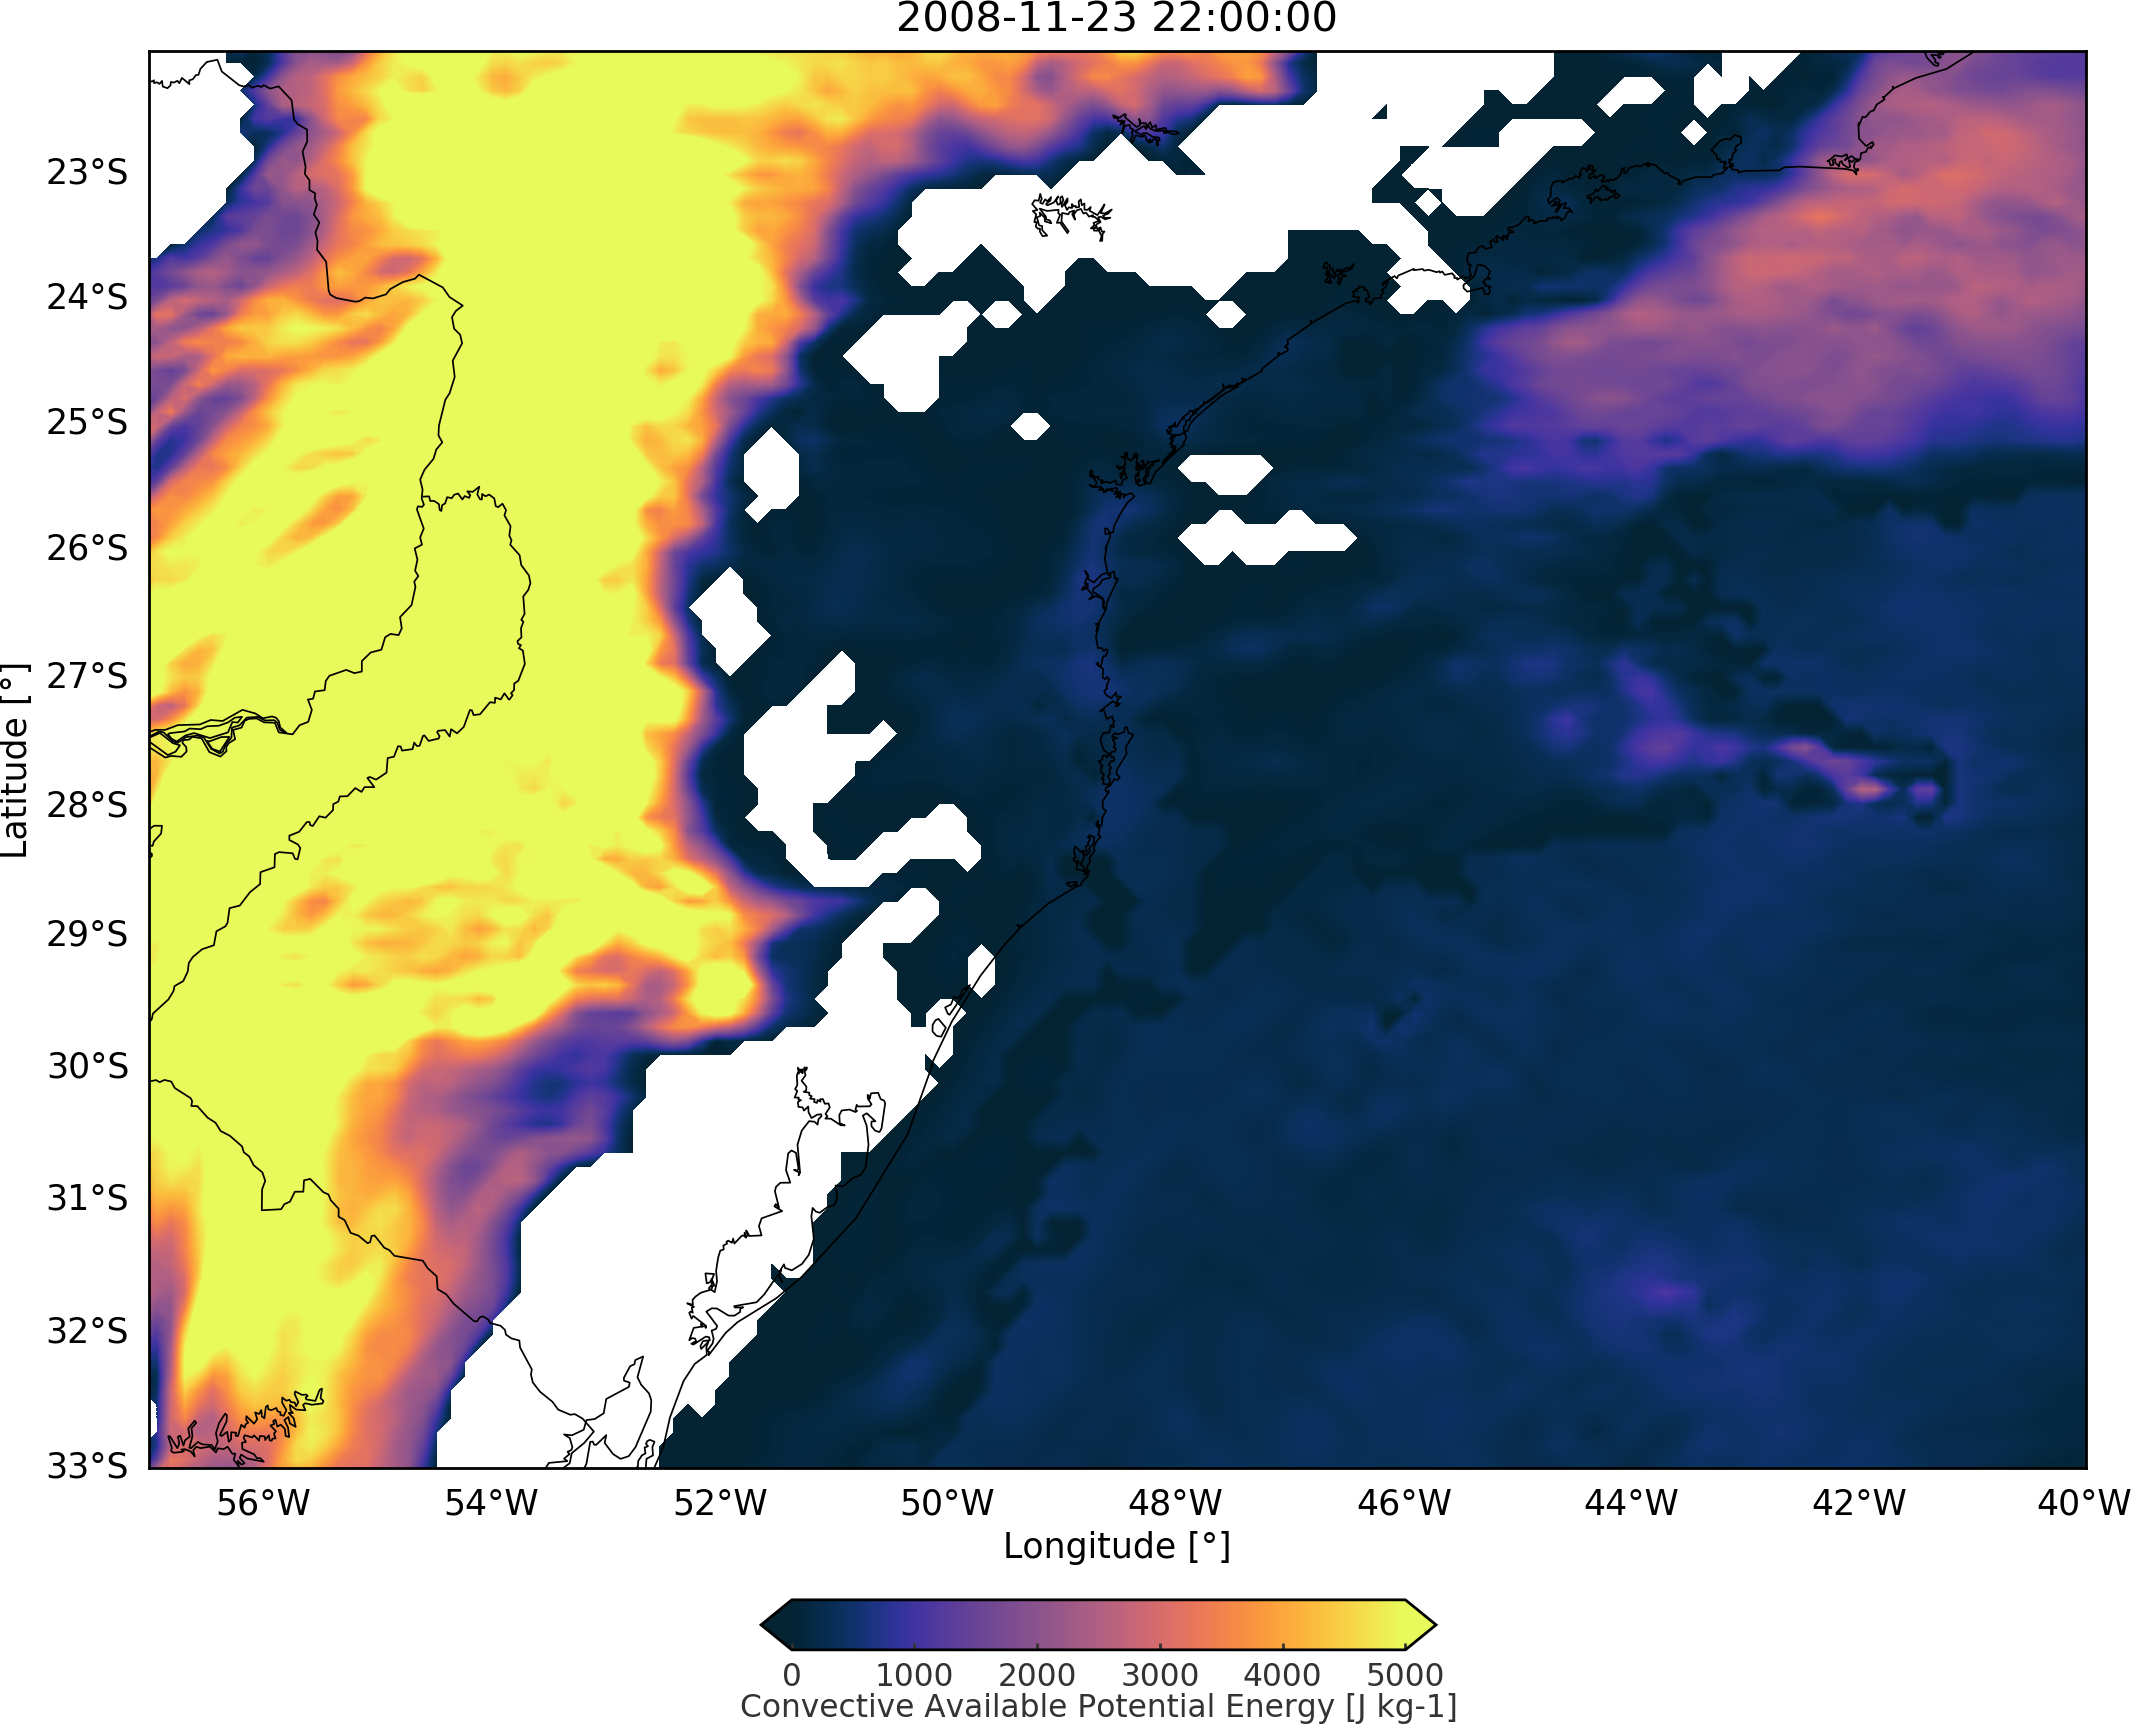 2008-11-23 22:00:00
23°S
24°S
25°S
26°S
27°S
28°S
29°S
30°S
31°S
32°S
33°S
Latitude [°]
56°W 54°W 52°W 50°W 48°W 46°W 44°W 42°W 40°W
Longitude [°]
0 1000 2000 3000 4000 5000
Convective Available Potential Energy [J kg-1]